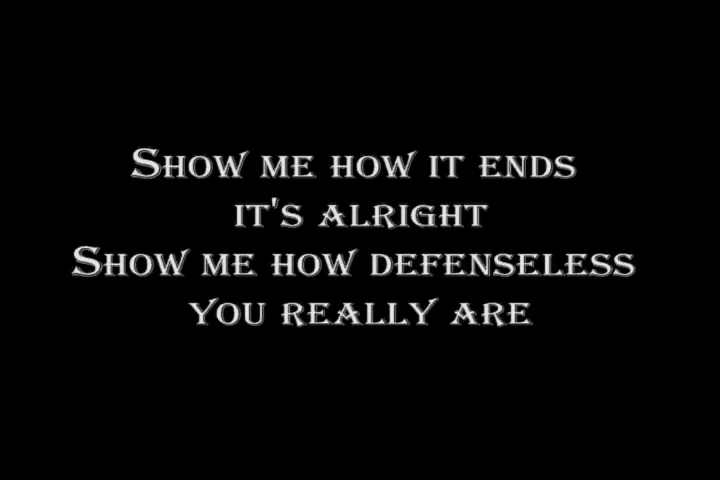 Show me how it ends
it's alright
Show me how defenseless
you really are